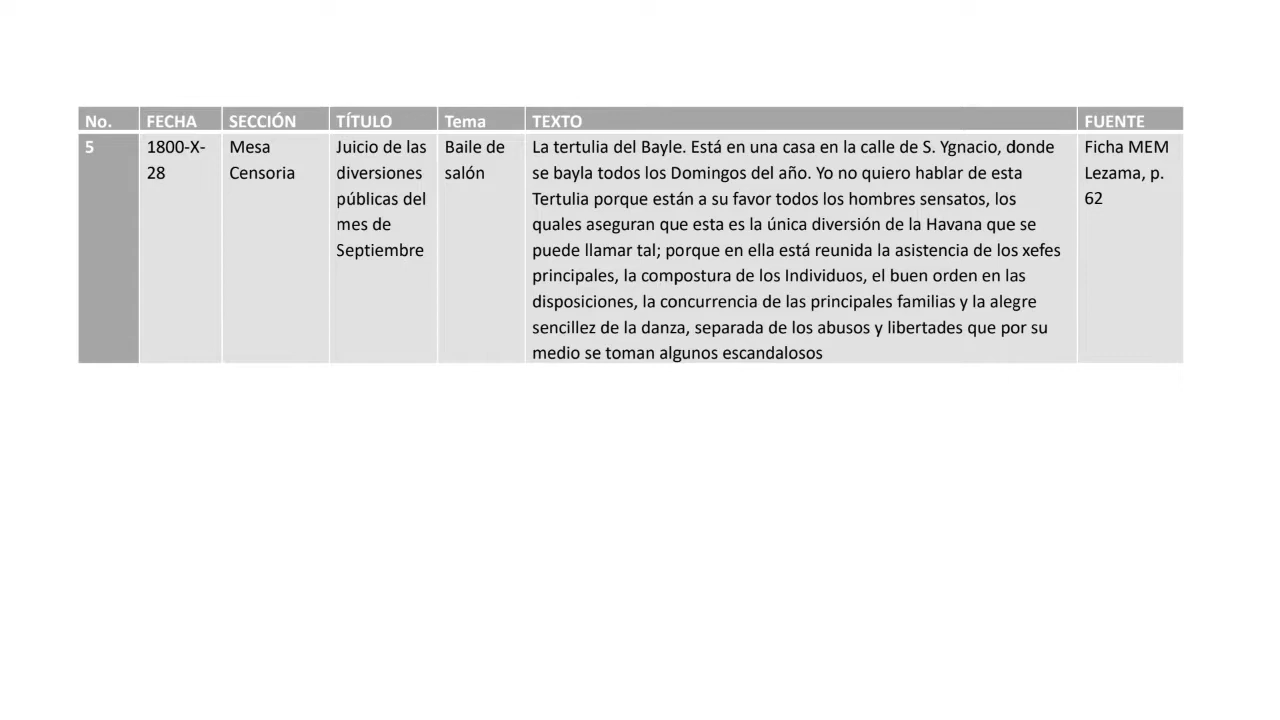 No. FECHA SECCIÓN TÍTULO Tema TEXTO FUENTE
5
1800-X-
28
Mesa
Censoria
Juicio de las
diversiones
públicas del
mes de
Septiembre
Baile de
salón
La tertulia del Bayle. Está en una casa en la calle de S. Ygnacio, donde
se bayla todos los Domingos del año. Yo no quiero hablar de esta
Tertulia porque están a su favor todos los hombres sensatos, los
quales aseguran que esta es la única diversión de la Havana que se
puede llamar tal; porque en ella está reunida la asistencia de los xefes
principales, la compostura de los Individuos, el buen orden en las
disposiciones, la concurrencia de las principales familias y la alegre
sencillez de la danza, separada de los abusos y libertades que por su
medio se toman algunos escandalosos
Ficha MEM
Lezama, p.
62